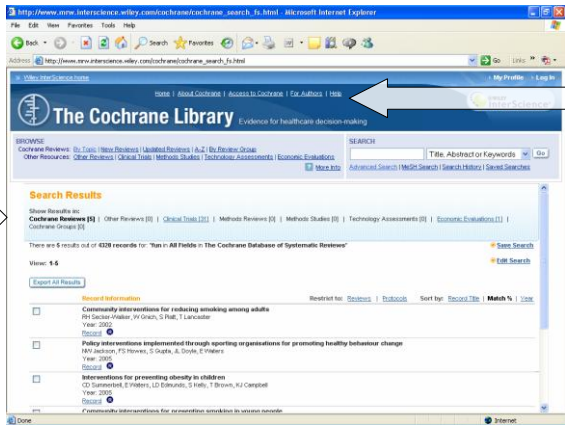 http://www.mrw.interscience.wiley.com/cochrane/cochrane_search_fs.html - Microsoft Internet Explorer
File Edit View Favorites Tools Help
Back Search Favorites
Address http://www.mrw.interscience.wiley.com/cochrane/cochrane_search_fs.html Go Links
Wiley InterScience Home My Profile Log In
Home | About Cochrane | Access to Cochrane | For Authors | Help
InterScience
The Cochrane Library Evidence for healthcare decision-making
BROWSE SEARCH
Cochrane Reviews: By Topic | New Reviews | Updated Reviews | A-Z | By Review Group Title, Abstract or Keywords Go
Other Resources: Other Reviews | Clinical Trials | Methods Studies | Technology Assessments | Economic Evaluations
More Info Advanced Search | MeSH Search | Search History | Saved Searches
Search Results
Show Results in:
Cochrane Reviews [5] | Other Reviews [0] | Clinical Trials [31] | Methods Reviews [0] | Methods Studies [0] | Technology Assessments [0] | Economic Evaluations [1] |
Cochrane Groups [0]
There are 5 results out of 4329 records for: "fun in All Fields in The Cochrane Database of Systematic Reviews" Save Search
View: 1-5 Edit Search
Export All Results
Record Information Restrict to: Reviews | Protocols Sort by: Record Title | Match % | Year
Community interventions for reducing smoking among adults
RH Secker-Walker, W Gnich, S Platt, T Lancaster
Year: 2002
Record
Policy interventions implemented through sporting organisations for promoting healthy behaviour change
NW Jackson, FS Howes, S Gupta, JL Doyle, E Waters
Year: 2005
Record
Interventions for preventing obesity in children
CD Summerbell, E Waters, LD Edmunds, S Kelly, T Brown, KJ Campbell
Year: 2005
Record
Community interventions for preventing smoking in young people
Done Internet